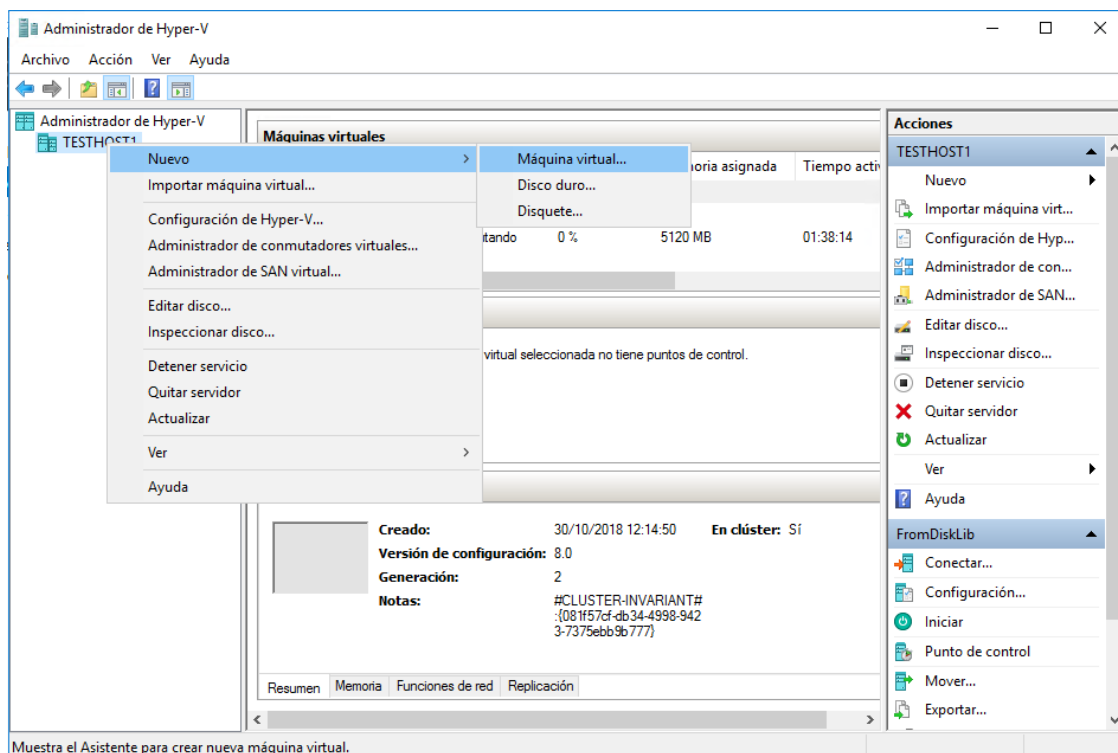 Administrador de Hyper-V
Archivo Acción Ver Ayuda
Administrador de Hyper-V
TESTHOST1
Nuevo
Importar máquina virtual...
Configuración de Hyper-V...
Administrador de conmutadores virtuales...
Administrador de SAN virtual...
Editar disco...
Inspeccionar disco...
Detener servicio
Quitar servidor
Actualizar
Ver
Ayuda
Máquina virtual...
Disco duro...
Disquete...
Máquinas virtuales
asignada Tiempo
0 % 5120 MB 01:38:14
virtual seleccionada no tiene puntos de control.
Creado: 30/10/2018 12:14:50 En clúster: Sí
Versión de configuración: 8.0
Generación: 2
Notas: #CLUSTER-INVARIANT#
:{081f57cf-db34-4998-942
3-7375ebb9b777}
Resumen Memoria Funciones de red Replicación
Acciones
TESTHOST1
Nuevo
Importar máquina virt...
Configuración de Hyp...
Administrador de con...
Administrador de SAN...
Editar disco...
Inspeccionar disco...
Detener servicio
Quitar servidor
Actualizar
Ver
Ayuda
FromDiskLib
Conectar...
Configuración...
Iniciar
Punto de control
Mover...
Exportar...
Muestra el Asistente para crear nueva máquina virtual.